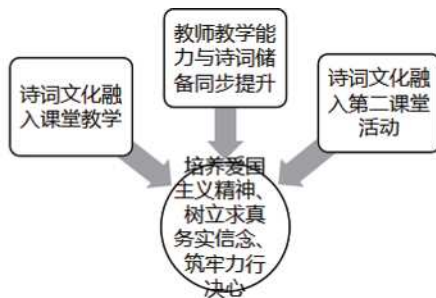 诗词文化融
入课堂教学
教师教学能
力与诗词储
备同步提升
诗词文化融
入第二课堂
活动
培养爱国
主义精神、
树立求真
务实信念、
筑牢力行
决心